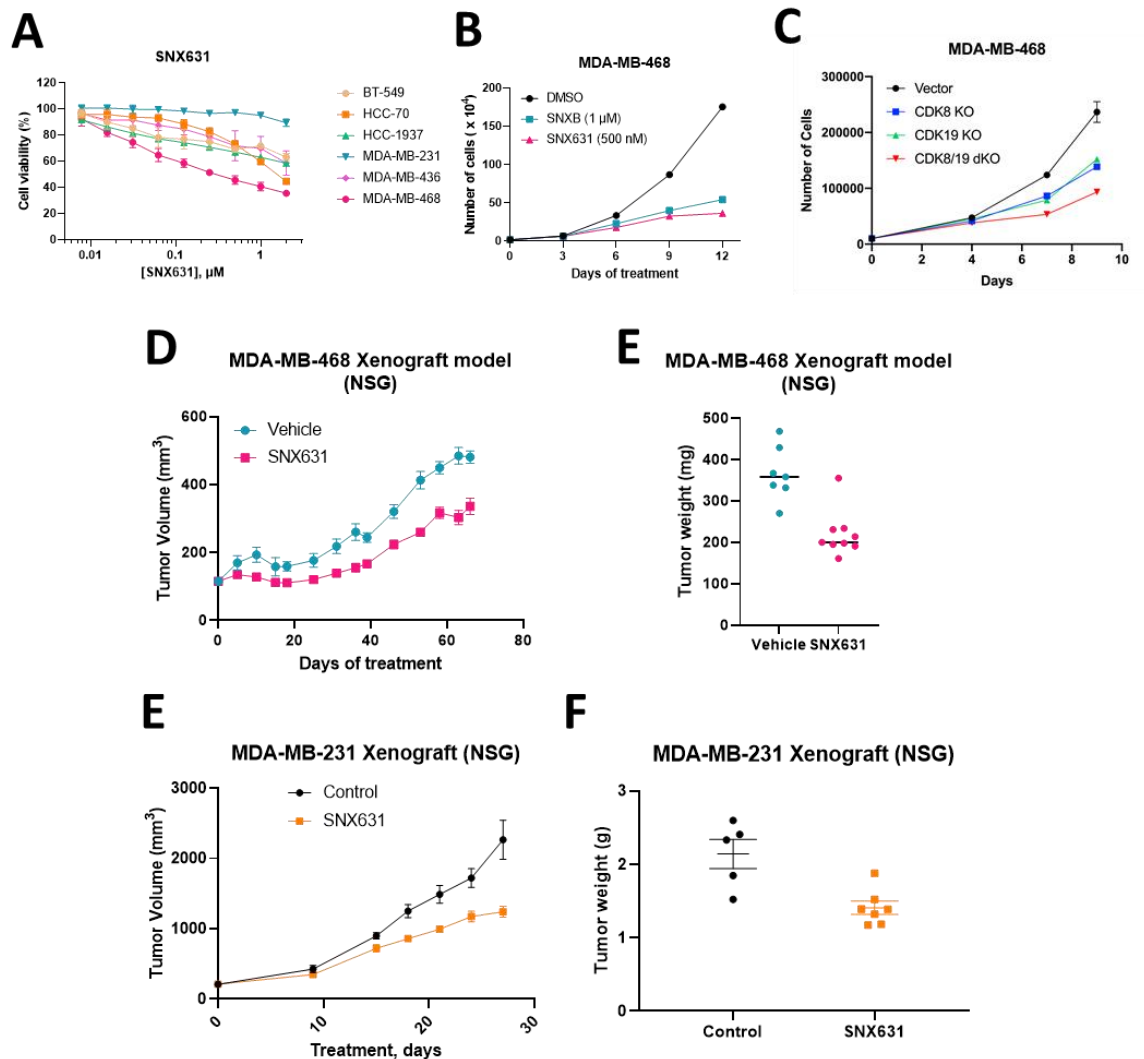 A
SNX631
Cell viability (%)
120
100
80
60
40
20
0
0.01
0.1
1
[SNX631], µM
BT-549
HCC-70
HCC-1937
MDA-MB-231
MDA-MB-436
MDA-MB-468
B
MDA-MB-468
Number of cells ( x 10⁴)
200
150
100
50
0
0
3
6
9
12
Days of treatment
DMSO
SNXB (1 µM)
SNX631 (500 nM)
C
MDA-MB-468
Number of Cells
300000
200000
100000
0
0
2
4
6
8
10
Days
Vector
CDK8 KO
CDK19 KO
CDK8/19 dKO
D
MDA-MB-468 Xenograft model
(NSG)
Tumor Volume (mm³)
600
400
200
0
0
20
40
60
80
Days of treatment
Vehicle
SNX631
E
MDA-MB-468 Xenograft model
(NSG)
Tumor weight (mg)
500
400
300
200
100
0
Vehicle SNX631
E
MDA-MB-231 Xenograft (NSG)
Tumor Volume (mm³)
3000
2000
1000
0
0
10
20
30
Treatment, days
Control
SNX631
F
MDA-MB-231 Xenograft (NSG)
Tumor weight (g)
3
2
1
0
Control
SNX631